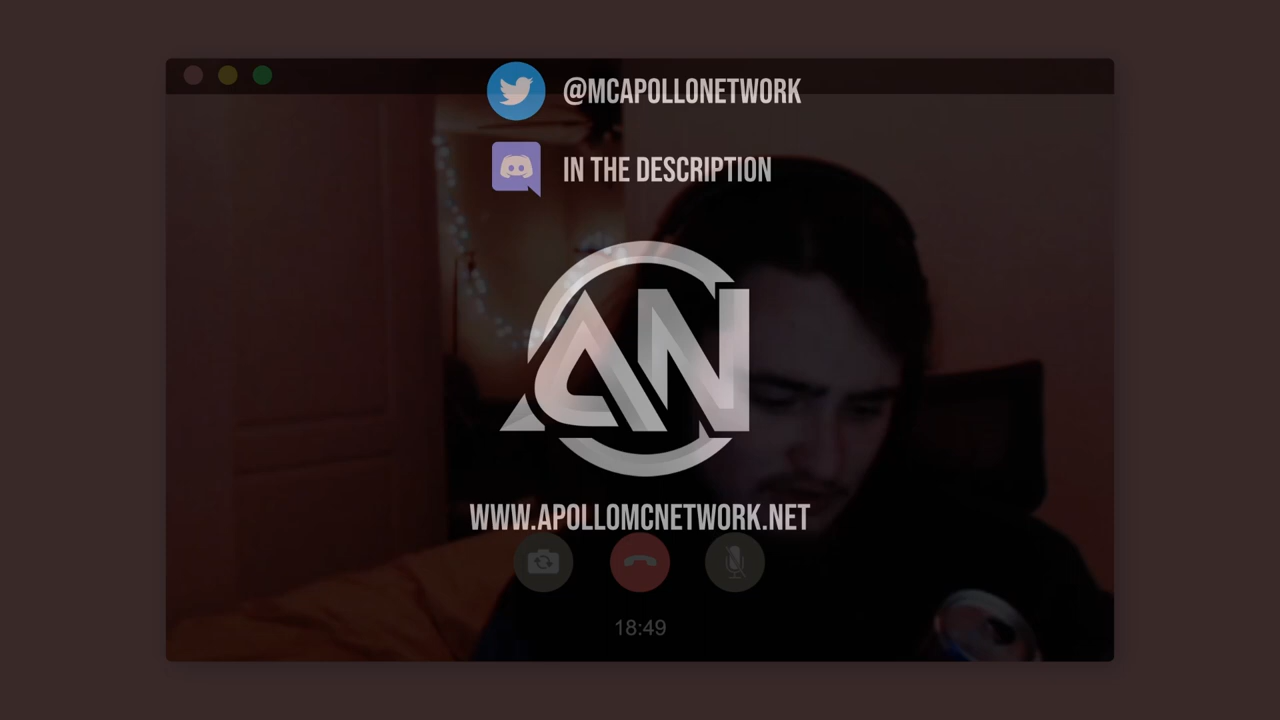 @MCAPOLLONETWORK
IN THE DESCRIPTION
AN
WWW.APOLLOMCNETWORK.NET
18:49